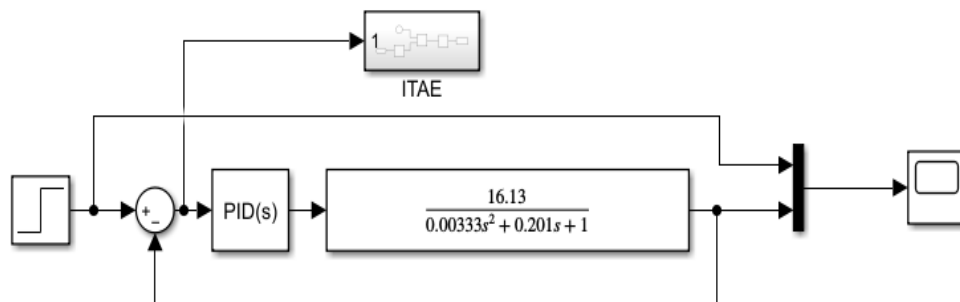 1
ITAE
+
−
PID(s)
16.13
0.00333s² + 0.201s + 1